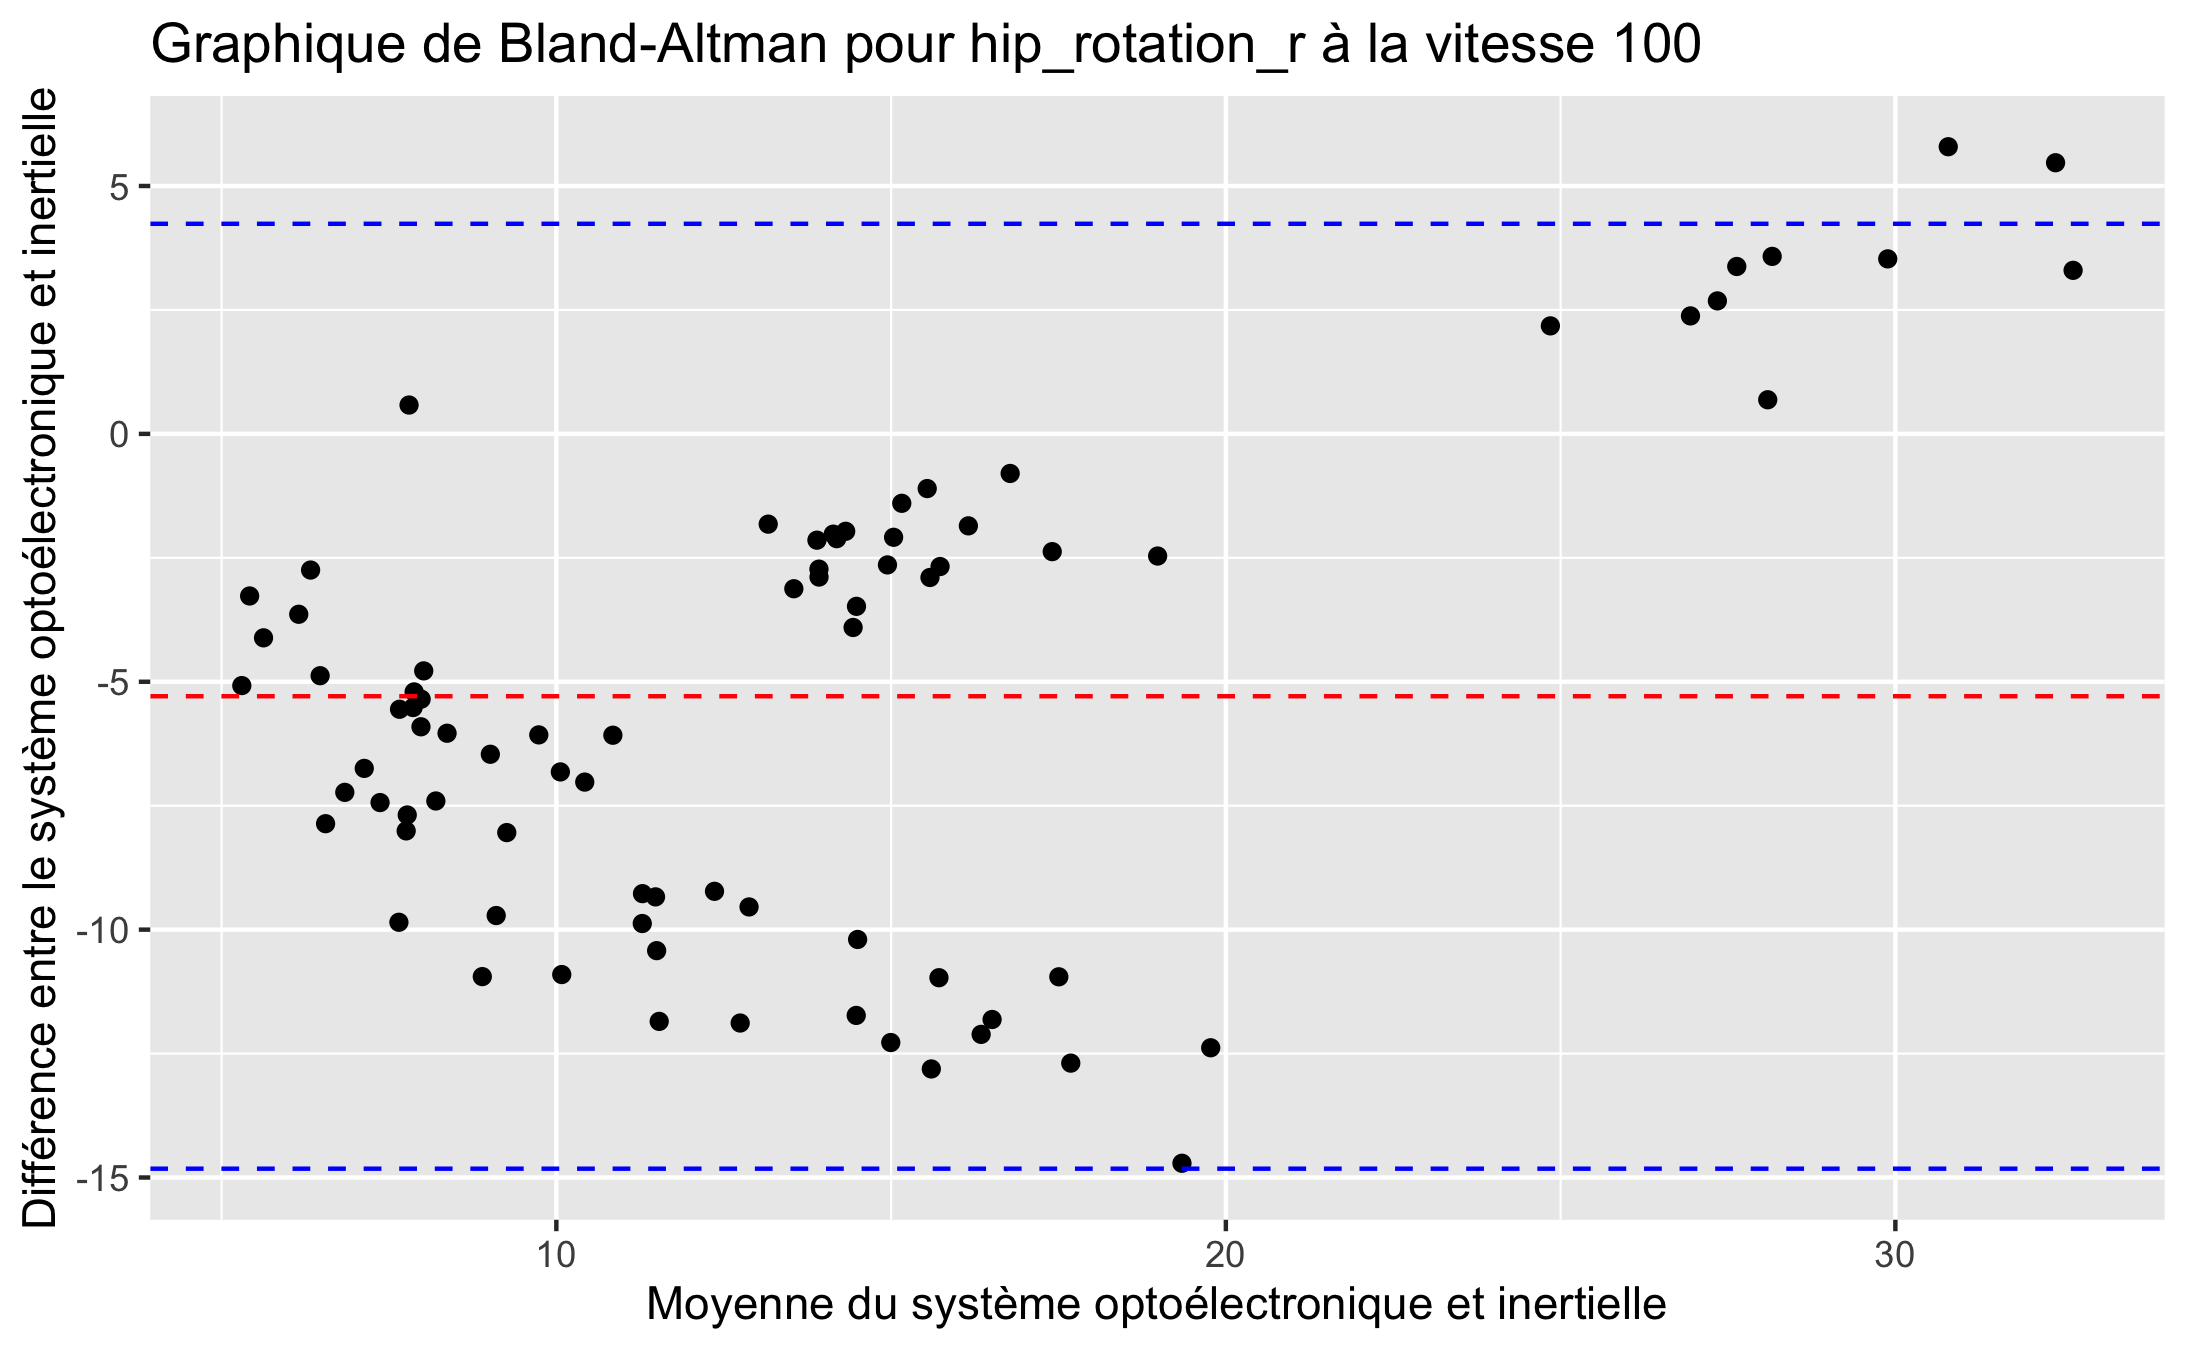 Graphique de Bland-Altman pour hip_rotation_r à la vitesse 100
Différence entre le système optoélectronique et inertielle
5
0
-5
-10
-15
10
20
30
Moyenne du système optoélectronique et inertielle